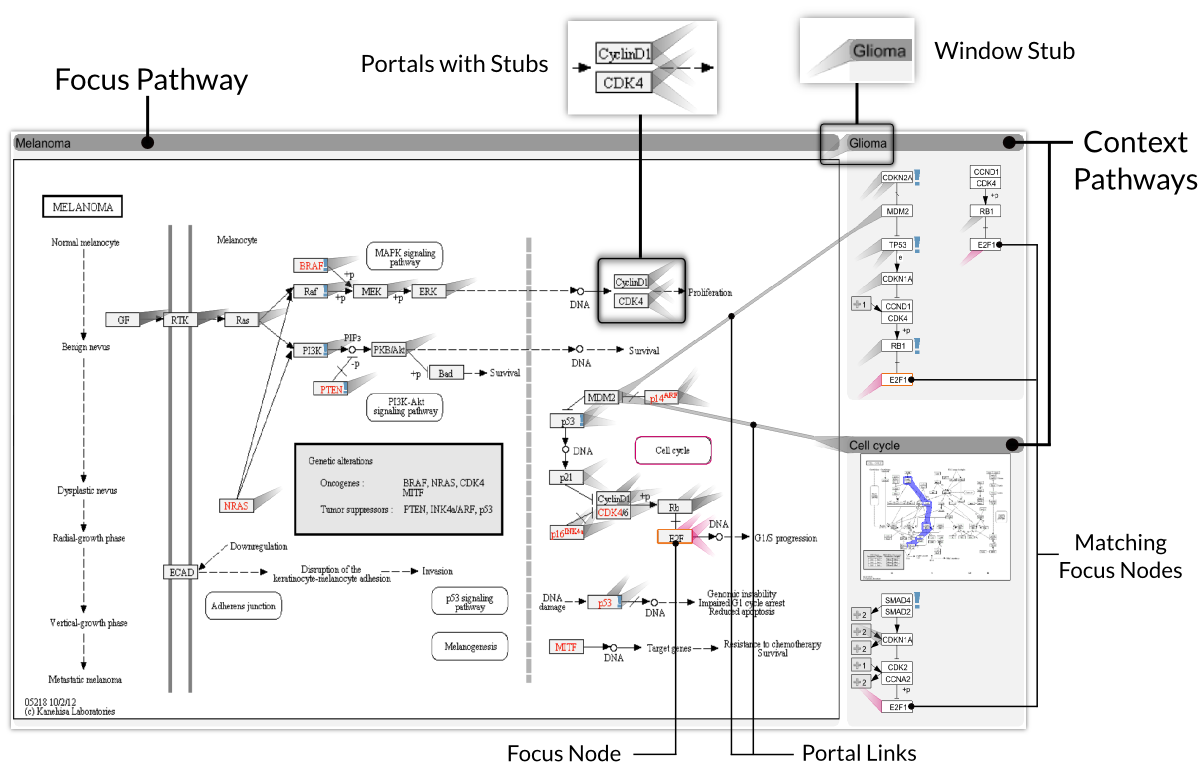 Portals with Stubs
CyclinD1
CDK4
Glioma
Window Stub
Focus Pathway
Context
Pathways
Melanoma
Glioma
MELANOMA
Normal melanocyte
Benign nevus
Dysplastic nevus
Radial-growth phase
Vertical-growth phase
Metastatic melanoma
05218 10/2/12
(c) Kanehisa Laboratories
Melanocyte
BRAF
+p
MAPK signaling
pathway
Raf
+p
MEK
+p
ERK
DNA
CyclinD1
CDK4
Proliferation
GF
RTK
Ras
PI3K
PIP3
-p
PKB/Akt
DNA
Survival
+p
Bad
Survival
PTEN
PI3K-Akt
signaling pathway
Genetic alterations
Oncogenes :
BRAF, NRAS, CDK4
MITF
Tumor suppressors :
PTEN, INK4a/ARF, p53
NRAS
Downregulation
ECAD
Disruption of the
keratinocyte-melanocyte adhesion
Invasion
Adherens junction
p53 signaling
pathway
Melanogenesis
MDM2
p14ARF
p53
DNA
p21
Cell cycle
CyclinD1
CDK4/6
+p
Rb
p16INK4a
E2F
DNA
G1/S progression
DNA
damage
p53
DNA
Genomic instability
Impaired G1 cycle arrest
Reduced apoptosis
MITF
DNA
Target genes
Resistance to chemotherapy
Survival
CDKN2A
MDM2
TP53
e
CDKN1A
+1
CCND1
CDK4
+p
RB1
E2F1
CCND1
CDK4
+p
RB1
E2F1
Cell cycle
SMAD4
SMAD2
+2
+2
+2
CDKN1A
+1
+2
CDK2
CCNA2
+p
E2F1
Matching
Focus Nodes
Focus Node
Portal Links